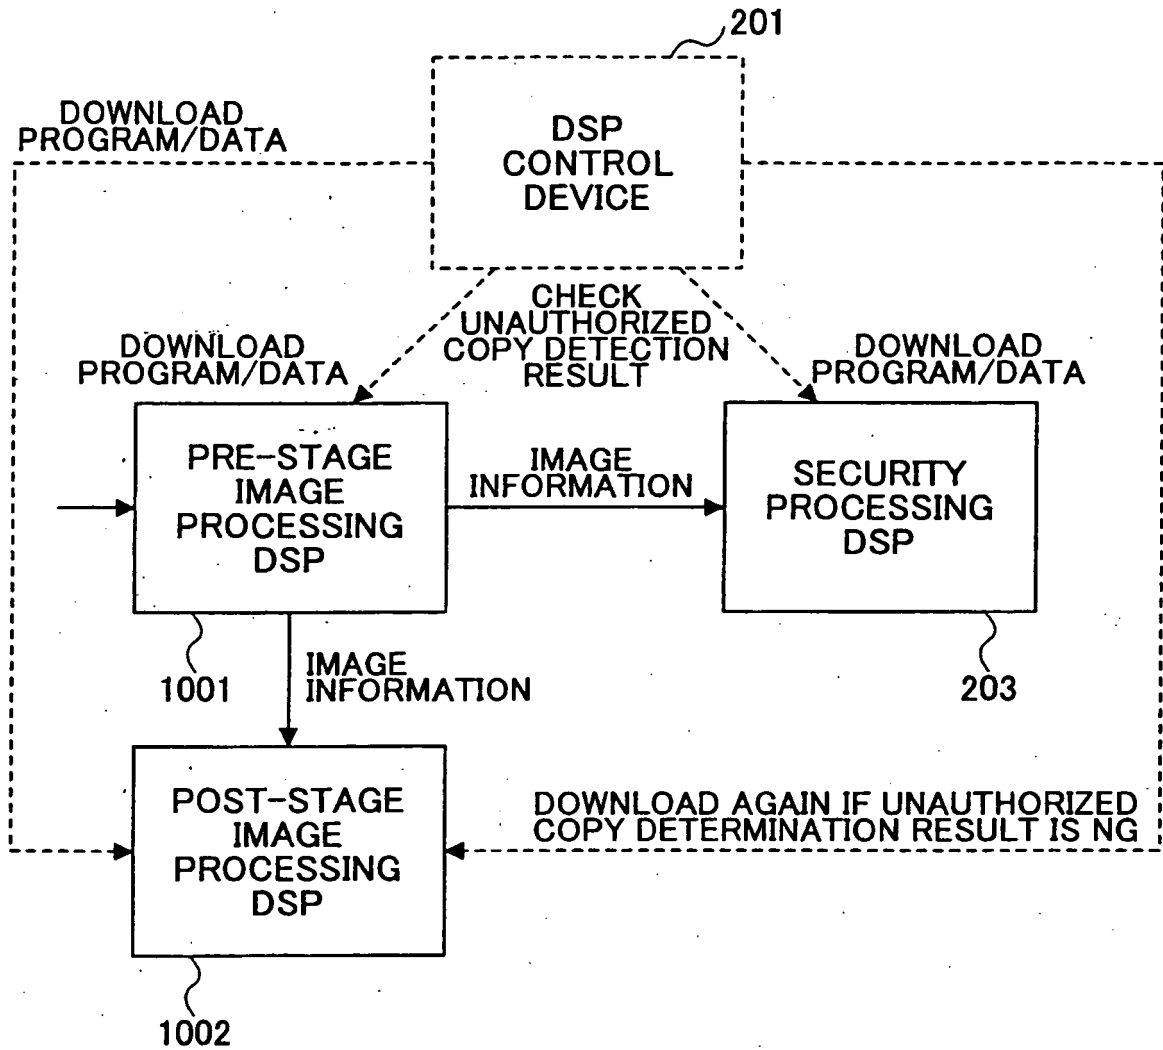 201
DOWNLOAD
PROGRAM/DATA
DSP
CONTROL
DEVICE
CHECK
UNAUTHORIZED
COPY DETECTION
RESULT
DOWNLOAD
PROGRAM/DATA
DOWNLOAD
PROGRAM/DATA
PRE-STAGE
IMAGE
PROCESSING
DSP
IMAGE
INFORMATION
SECURITY
PROCESSING
DSP
1001
IMAGE
INFORMATION
203
POST-STAGE
IMAGE
PROCESSING
DSP
DOWNLOAD AGAIN IF UNAUTHORIZED
COPY DETERMINATION RESULT IS NG
1002